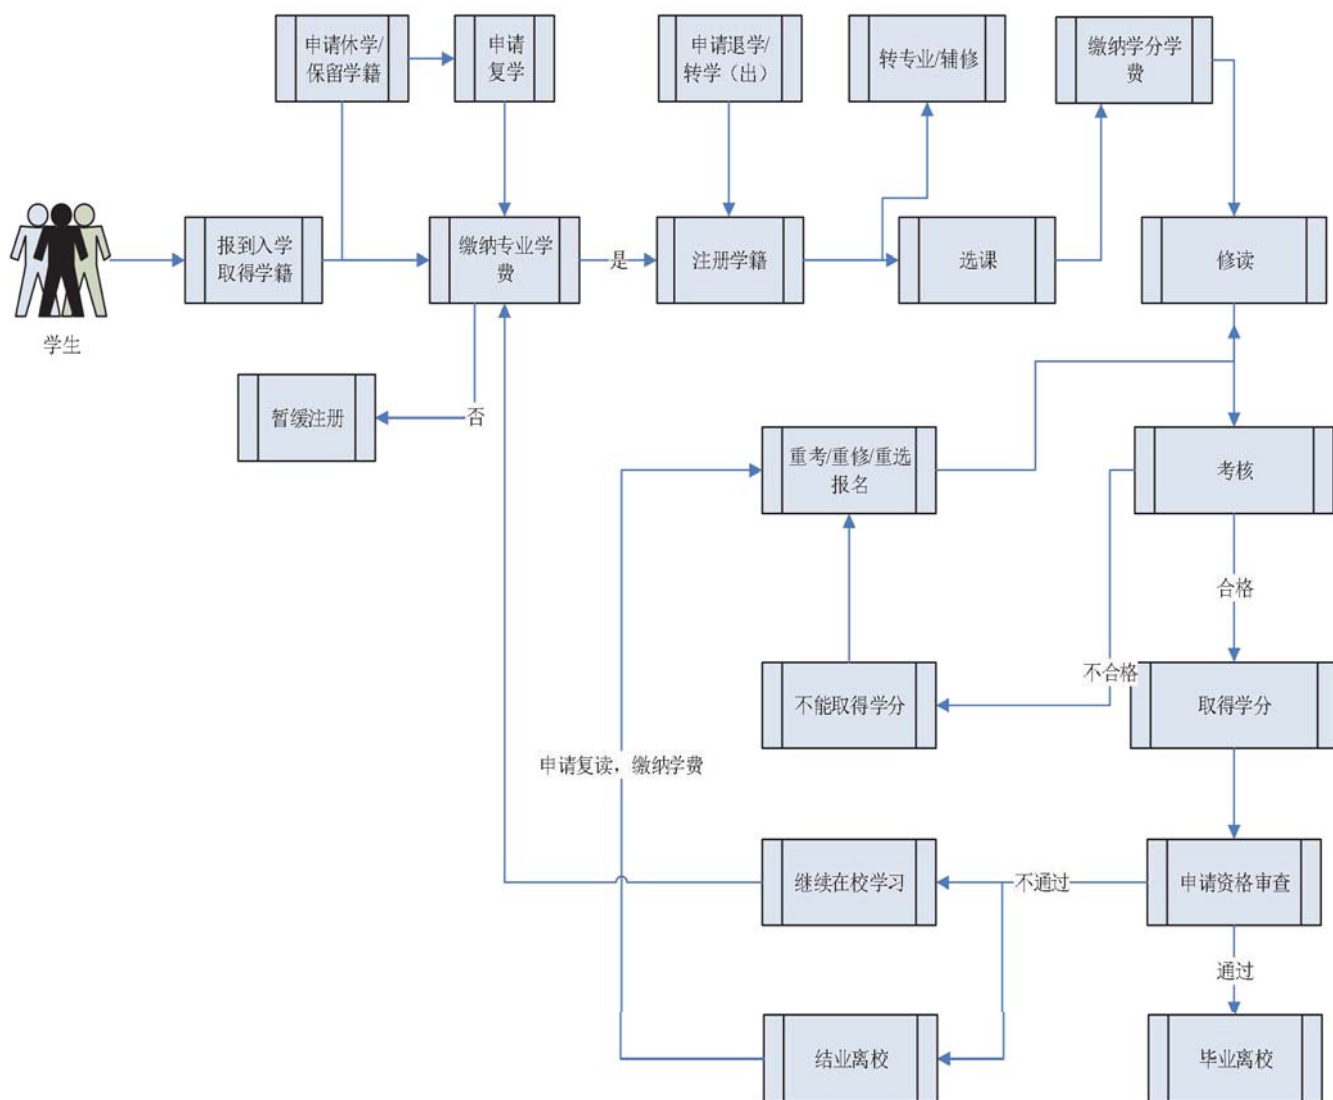 申请休学/
保留学籍
申请
复学
申请退学/
转学（出）
转专业/辅修
缴纳学分学
费
报到入学
取得学籍
缴纳专业学
费
是
注册学籍
选课
修读
学生
暂缓注册
否
重考/重修/重选
报名
考核
合格
不合格
不能取得学分
取得学分
申请复读，缴纳学费
继续在校学习
不通过
申请资格审查
通过
结业离校
毕业离校